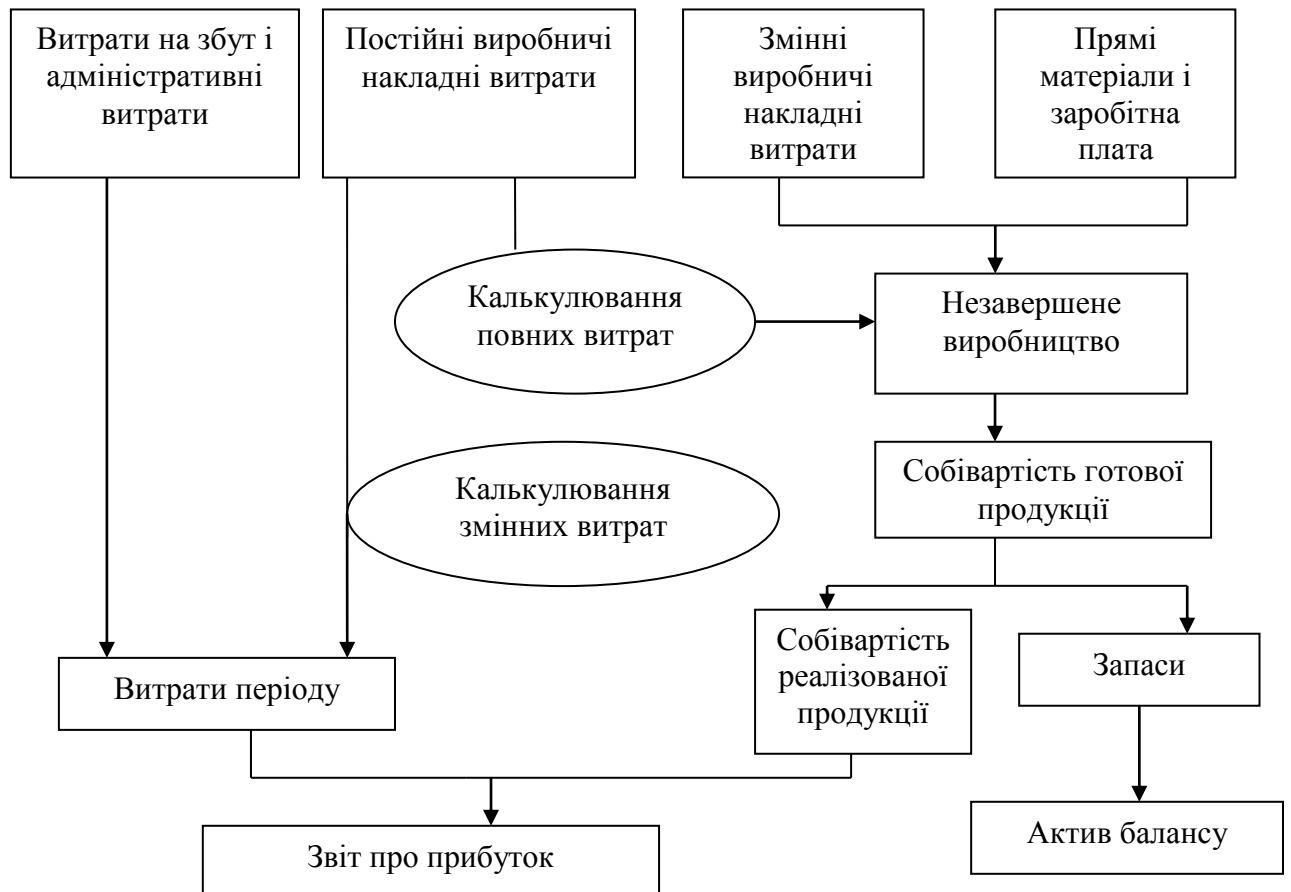 Витрати на збут і
адміністративні
витрати
Постійні виробничі
накладні витрати
Змінні
виробничі
накладні
витрати
Прямі
матеріали і
заробітна
плата
Калькулювання
повних витрат
Незавершене
виробництво
Калькулювання
змінних витрат
Собівартість готової
продукції
Витрати періоду
Собівартість
реалізованої
продукції
Запаси
Звіт про прибуток
Актив балансу